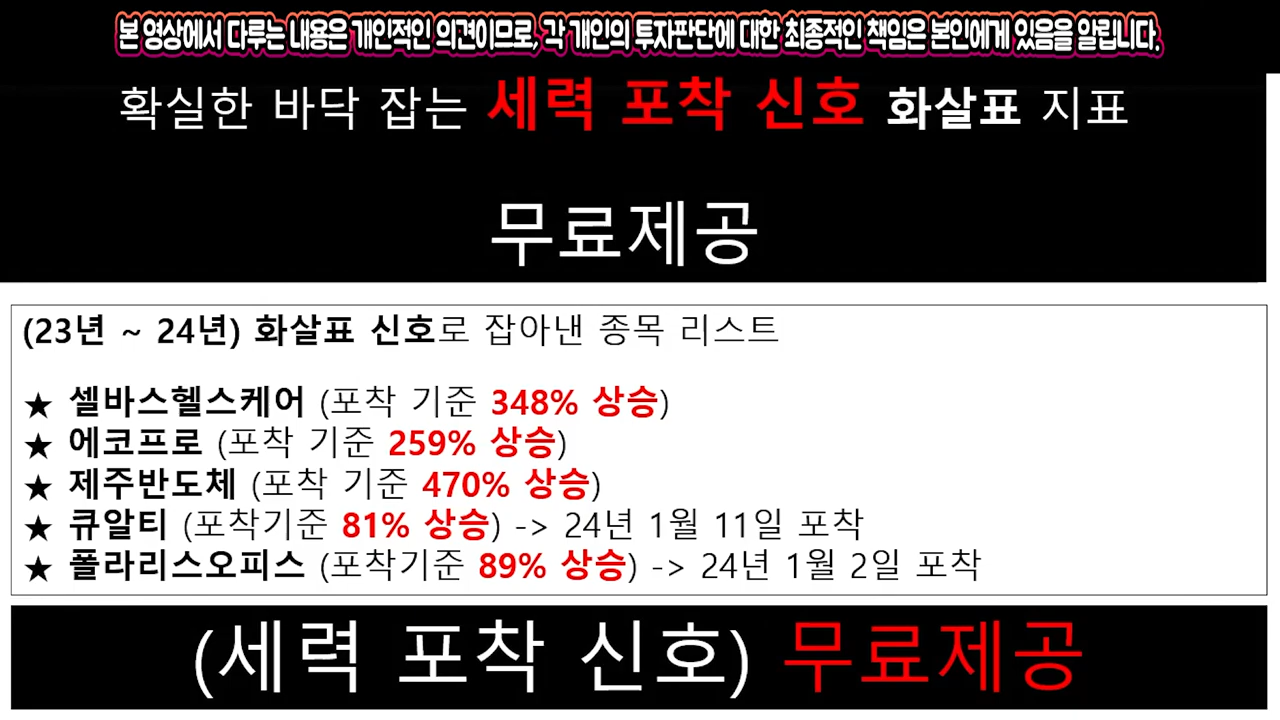 본 영상에서 다루는 내용은 개인적인 의견이므로, 각 개인의 투자판단에 대한 최종적인 책임은 본인에게 있음을 알립니다.
확실한 바닥 잡는 세력 포착 신호 화살표 지표
무료제공
(23년 ~ 24년) 화살표 신호로 잡아낸 종목 리스트
★ 셀바스헬스케어 (포착 기준 348% 상승)
★ 에코프로 (포착 기준 259% 상승)
★ 제주반도체 (포착 기준 470% 상승)
★ 큐알티 (포착기준 81% 상승) -> 24년 1월 11일 포착
★ 폴라리스오피스 (포착기준 89% 상승) -> 24년 1월 2일 포착
(세력 포착 신호) 무료제공